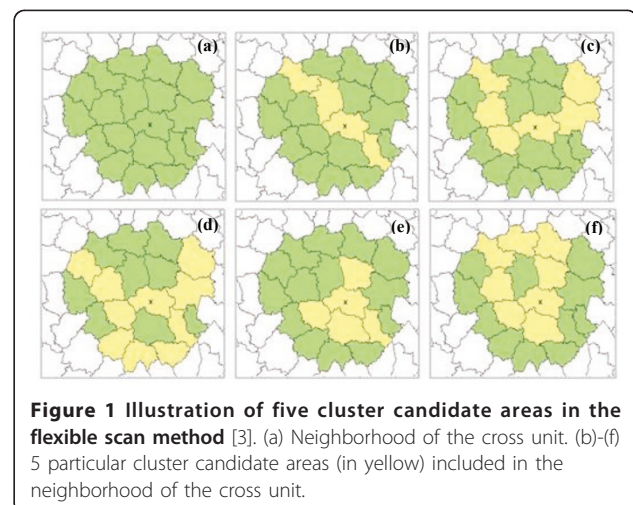 (a)
(b)
(c)
x
x
x
(d)
(e)
(f)
x
x
x
Figure 1 Illustration of five cluster candidate areas in the
flexible scan method [3]. (a) Neighborhood of the cross unit. (b)-(f)
5 particular cluster candidate areas (in yellow) included in the
neighborhood of the cross unit.